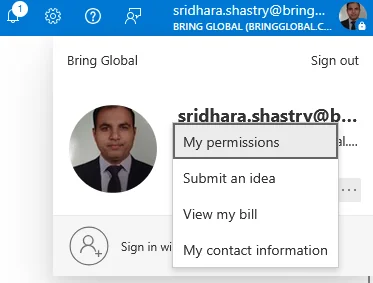 1
sridhara.shastry@bring...
BRING GLOBAL (BRINGGLOBAL.C...
Bring Global
Sign out
sridhara.shastry@b...
al....
My permissions
Submit an idea
...
View my bill
Sign in wi
My contact information